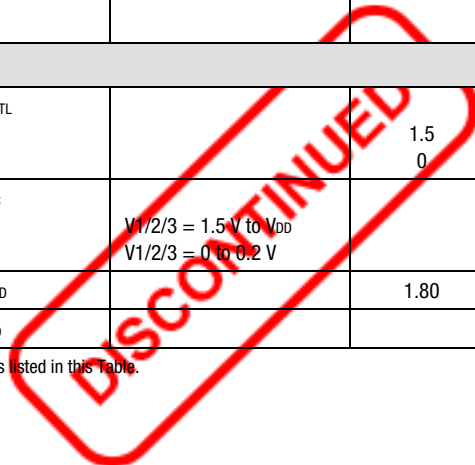 TL
1.5
0
V1/2/3 = 1.5 V to VDD
V1/2/3 = 0 to 0.2 V
D
1.80
s listed in this Table.
DISCONTINUED